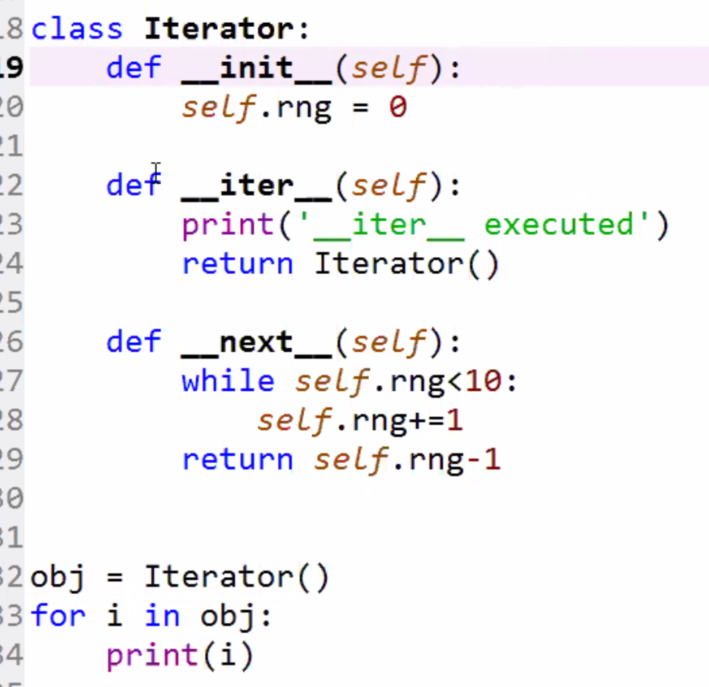 18 class Iterator:
19     def __init__(self):
20         self.rng = 0
21
22     def __iter__(self):
23         print('__iter__ executed')
24         return Iterator()
25
26     def __next__(self):
27         while self.rng<10:
28             self.rng+=1
29         return self.rng-1
30
31
32 obj = Iterator()
33 for i in obj:
34     print(i)